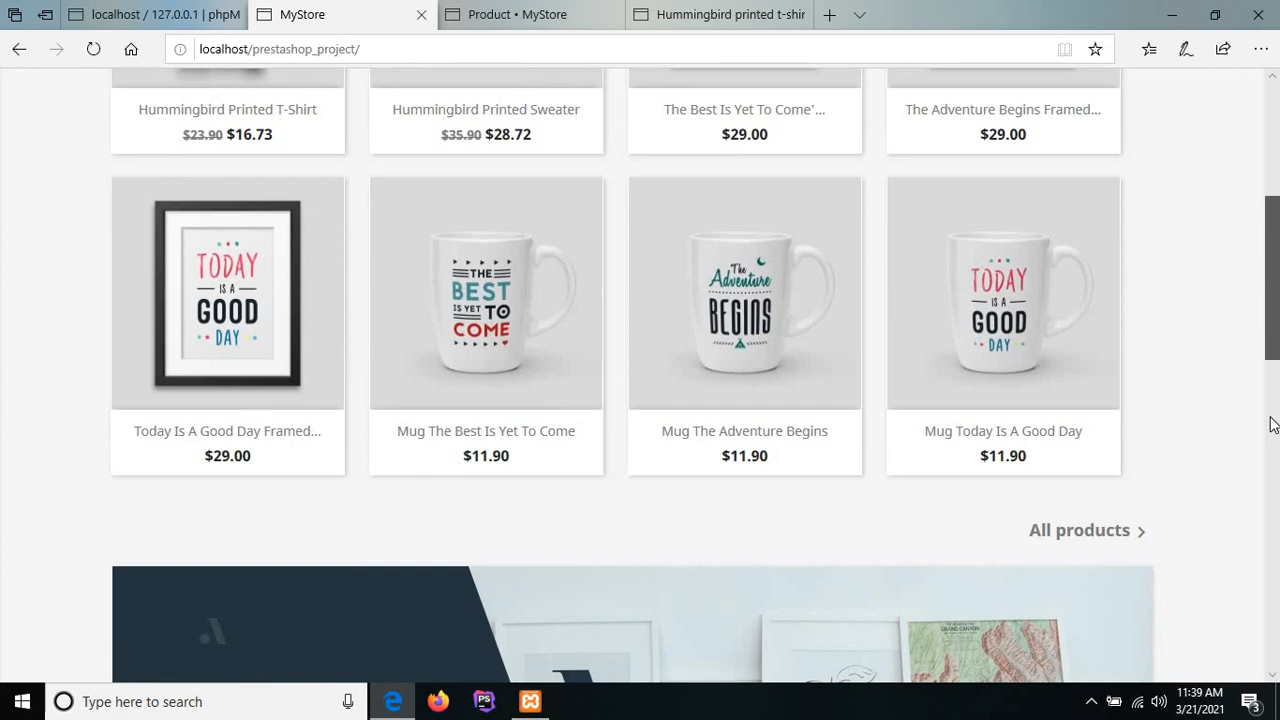 localhost / 127.0.0.1 | phpM
MyStore
Product • MyStore
Hummingbird printed t-shir
localhost/prestashop_project/
Hummingbird Printed T-Shirt
Hummingbird Printed Sweater
The Best Is Yet To Come'...
The Adventure Begins Framed...
$23.90 $16.73
$35.90 $28.72
$29.00
$29.00
TODAY
IS A
GOOD
DAY
THE
BEST
IS YET TO
COME
The
Adventure
BEGINS
TODAY
IS A
GOOD
DAY
Today Is A Good Day Framed...
Mug The Best Is Yet To Come
Mug The Adventure Begins
Mug Today Is A Good Day
$29.00
$11.90
$11.90
$11.90
All products
GRAND CANYON
Type here to search
PS
11:39 AM
3/21/2021
3